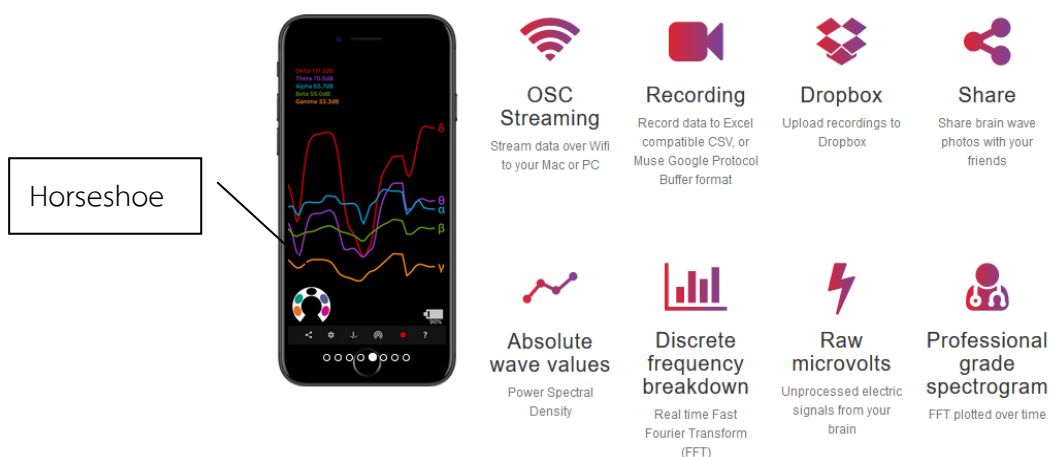 Horseshoe
Delta 111.2dB
Theta 70.5dB
Alpha 65.7dB
Beta 55.0dB
Gamma 33.3dB
δ
θ
α
β
γ
90%
?
OSC
Streaming
Stream data over Wifi
to your Mac or PC
Recording
Record data to Excel
compatible CSV, or
Muse Google Protocol
Buffer format
Dropbox
Upload recordings to
Dropbox
Share
Share brain wave
photos with your
friends
Absolute
wave values
Power Spectral
Density
Discrete
frequency
breakdown
Real time Fast
Fourier Transform
(FFT)
Raw
microvolts
Unprocessed electric
signals from your
brain
Professional
grade
spectrogram
FFT plotted over time